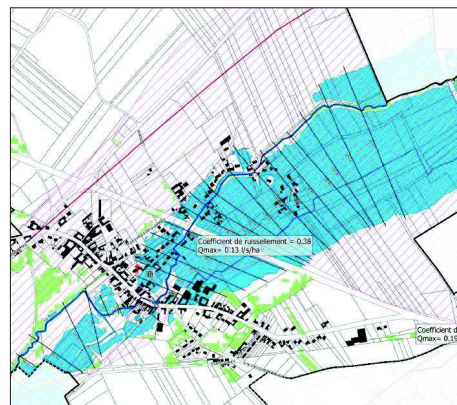 Coefficient de ruissellement = 0.38
Qmax= 0.13 l/s/ha
Coefficient d
Qmax= 0.19